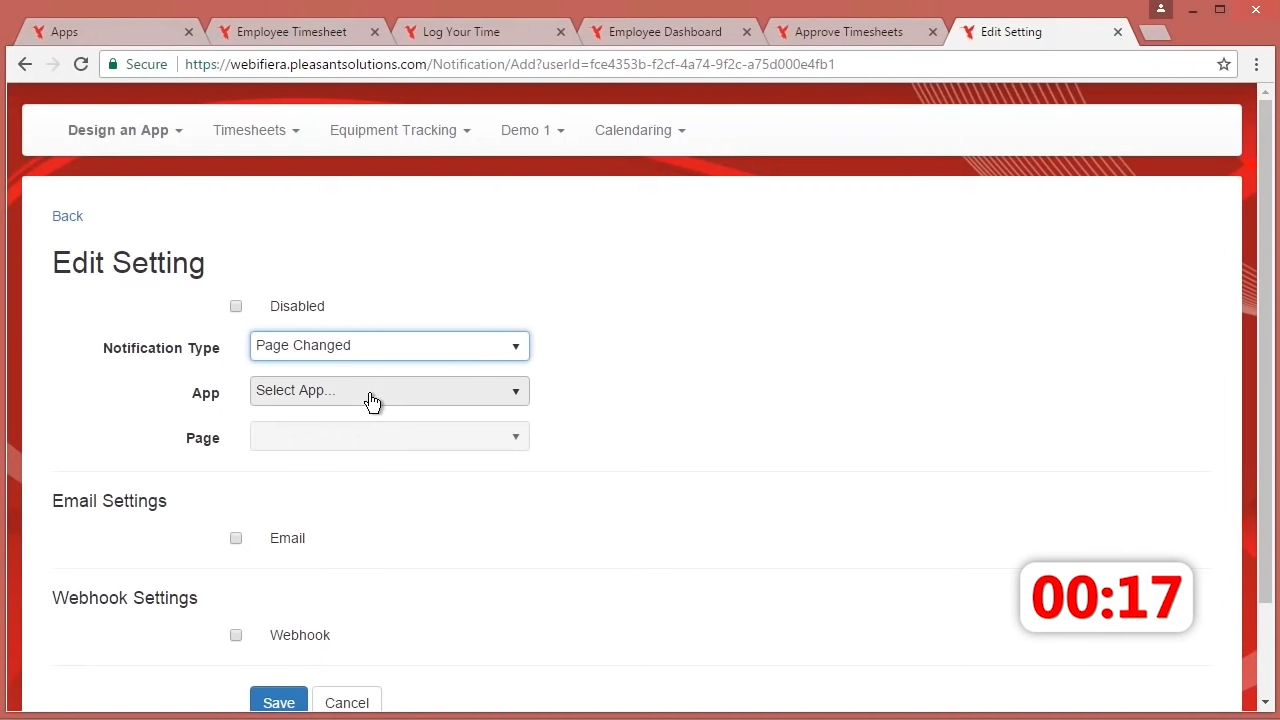 Apps
Employee Timesheet
Log Your Time
Employee Dashboard
Approve Timesheets
Edit Setting
Secure
https://webifiera.pleasantsolutions.com/Notification/Add?userId=fce4353b-f2cf-4a74-9f2c-a75d000e4fb1
Design an App
Timesheets
Equipment Tracking
Demo 1
Calendaring
Back
Edit Setting
Disabled
Notification Type
Page Changed
App
Select App...
Page
Email Settings
Email
Webhook Settings
Webhook
00:17
Save
Cancel